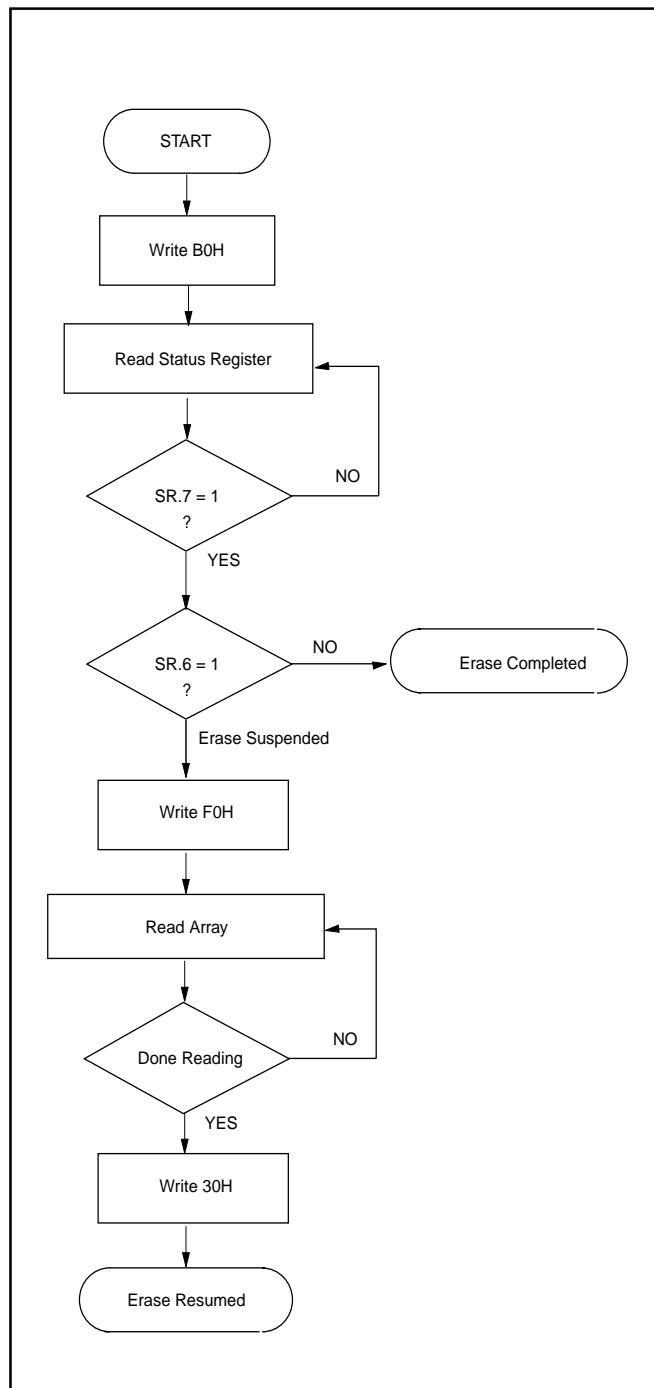 START
Write B0H
Read Status Register
SR.7 = 1
?
NO
YES
SR.6 = 1
?
NO
Erase Completed
Erase Suspended
Write F0H
Read Array
Done Reading
NO
YES
Write 30H
Erase Resumed